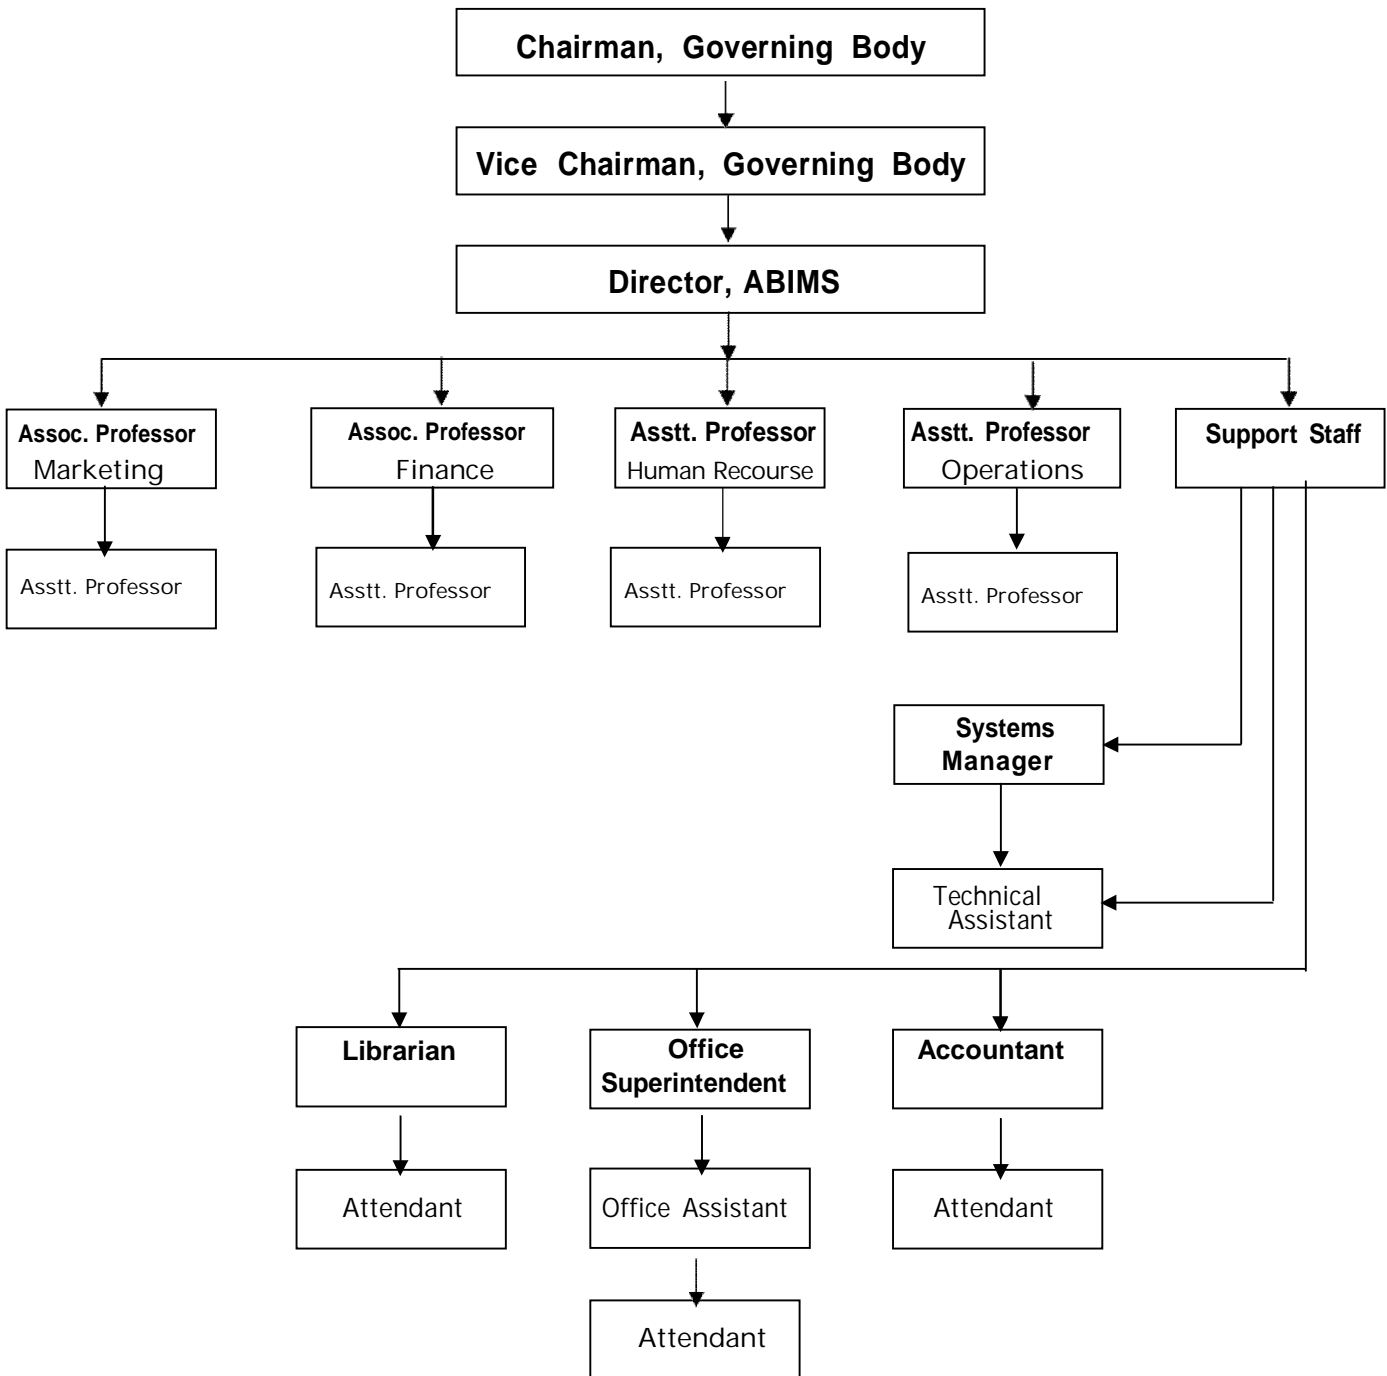 Chairman, Governing Body
Vice Chairman, Governing Body
Director, ABIMS
Assoc. Professor
Marketing
Assoc. Professor
Finance
Asstt. Professor
Human Recourse
Asstt. Professor
Operations
Support Staff
Asstt. Professor
Asstt. Professor
Asstt. Professor
Asstt. Professor
Systems
Manager
Technical
Assistant
Librarian
Office
Superintendent
Accountant
Attendant
Office Assistant
Attendant
Attendant